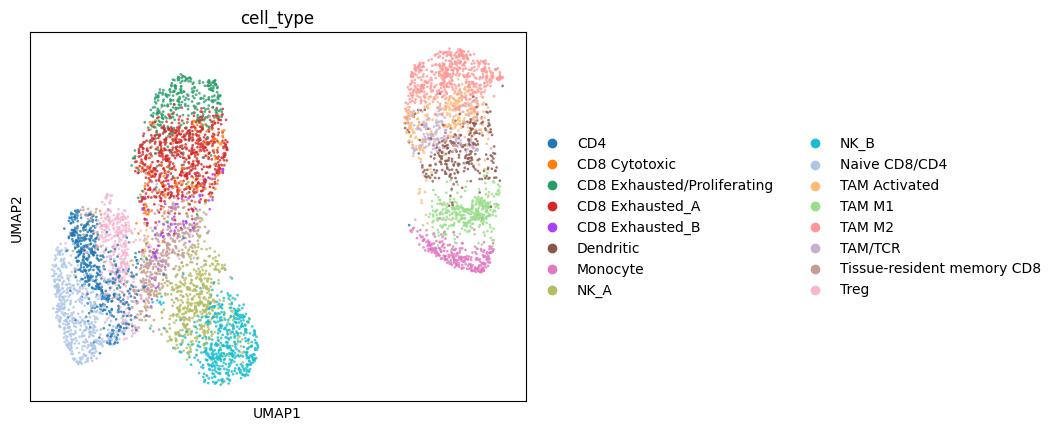 cell_type
UMAP2
UMAP1
CD4
CD8 Cytotoxic
CD8 Exhausted/Proliferating
CD8 Exhausted_A
CD8 Exhausted_B
Dendritic
Monocyte
NK_A
NK_B
Naive CD8/CD4
TAM Activated
TAM M1
TAM M2
TAM/TCR
Tissue-resident memory CD8
Treg